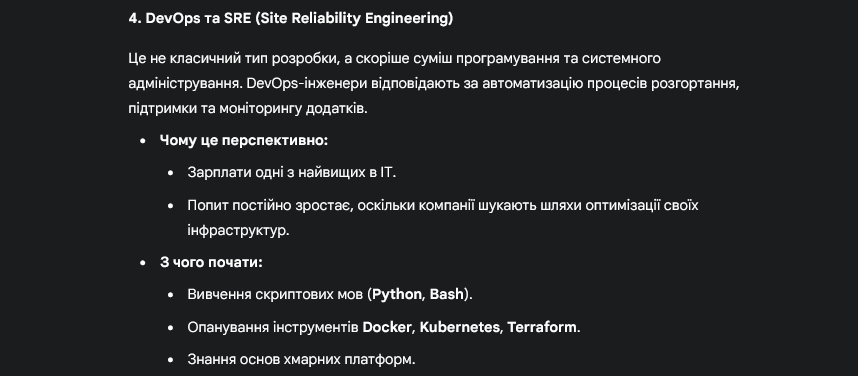 4. DevOps та SRE (Site Reliability Engineering)
Це не класичний тип розробки, а скоріше суміш програмування та системного
адміністрування. DevOps-інженери відповідають за автоматизацію процесів розгортання,
підтримки та моніторингу додатків.
• Чому це перспективно:
• Зарплати одні з найвищих в ІТ.
• Попит постійно зростає, оскільки компанії шукають шляхи оптимізації своїх
інфраструктур.
• З чого почати:
• Вивчення скриптових мов (Python, Bash).
• Опанування інструментів Docker, Kubernetes, Terraform.
• Знання основ хмарних платформ.